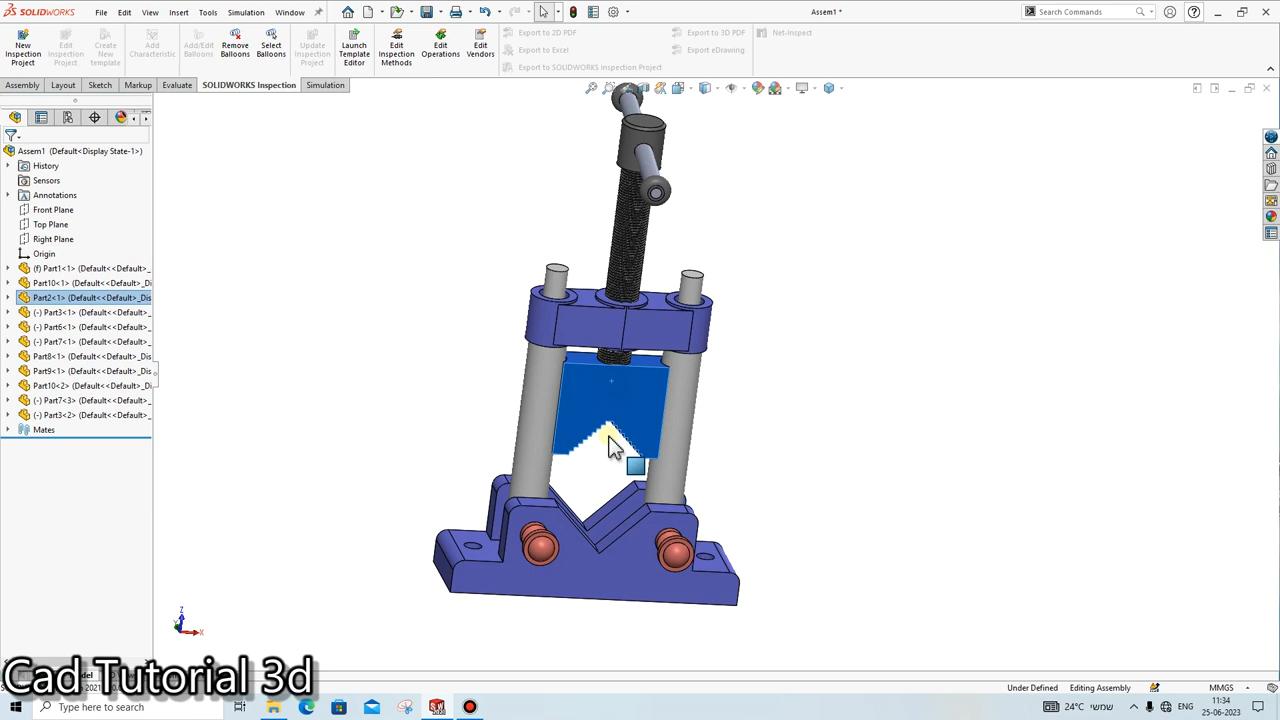 SOLIDWORKS File Edit View Insert Tools Simulation Window Assem1 * Search Commands
New Inspection Project
Edit Inspection Project
Create New template
Add Characteristic
Add/Edit Balloons
Remove Balloons
Select Balloons
Update Inspection Project
Launch Template Editor
Edit Inspection Methods
Edit Operations
Edit Vendors
Export to 2D PDF
Export to Excel
Export to SOLIDWORKS Inspection Project
Export to 3D PDF
Export eDrawing
Net-Inspect
Assembly Layout Sketch Markup Evaluate SOLIDWORKS Inspection Simulation
Assem1 (Default<Display State-1>)
History
Sensors
Annotations
Front Plane
Top Plane
Right Plane
Origin
(f) Part1<1> (Default<<Default>_
Part10<1> (Default<<Default>_Di
Part2<1> (Default<<Default>_Dis
(-) Part3<1> (Default<<Default>_
(-) Part6<1> (Default<<Default>_
(-) Part7<1> (Default<<Default>_
Part8<1> (Default<<Default>_Dis
Part9<1> (Default<<Default>_Dis
Part10<2> (Default<<Default>_Di
(-) Part7<3> (Default<<Default>_
(-) Part3<2> (Default<<Default>_
Mates
Z
X
Cad Tutorial 3d
Under Defined Editing Assembly MMGS
Type here to search
24°C שמשי
ENG
11:34
25-06-2023